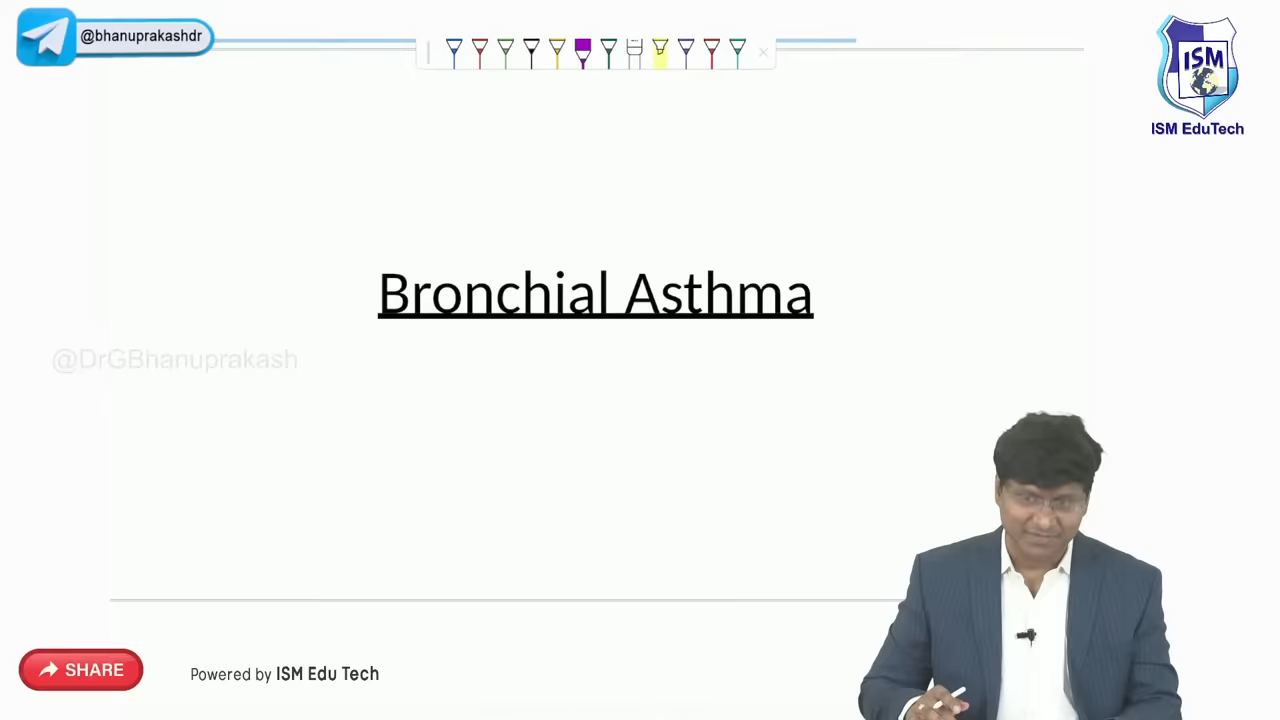 @bhanuprakashdr
ISM
ISM EduTech
Bronchial Asthma
@DrGBhanuprakash
SHARE
Powered by ISM Edu Tech